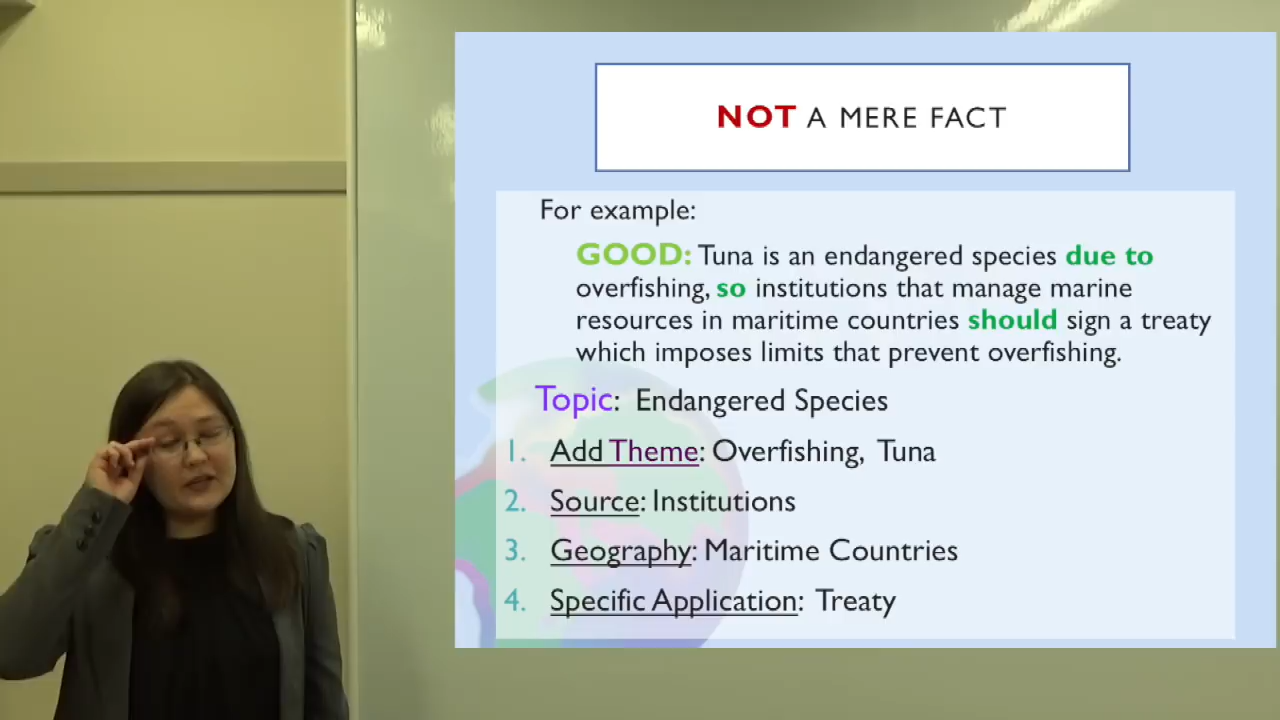 NOT A MERE FACT
For example:
GOOD: Tuna is an endangered species due to
overfishing, so institutions that manage marine
resources in maritime countries should sign a treaty
which imposes limits that prevent overfishing.
Topic: Endangered Species
1. Add Theme: Overfishing, Tuna
2. Source: Institutions
3. Geography: Maritime Countries
4. Specific Application: Treaty